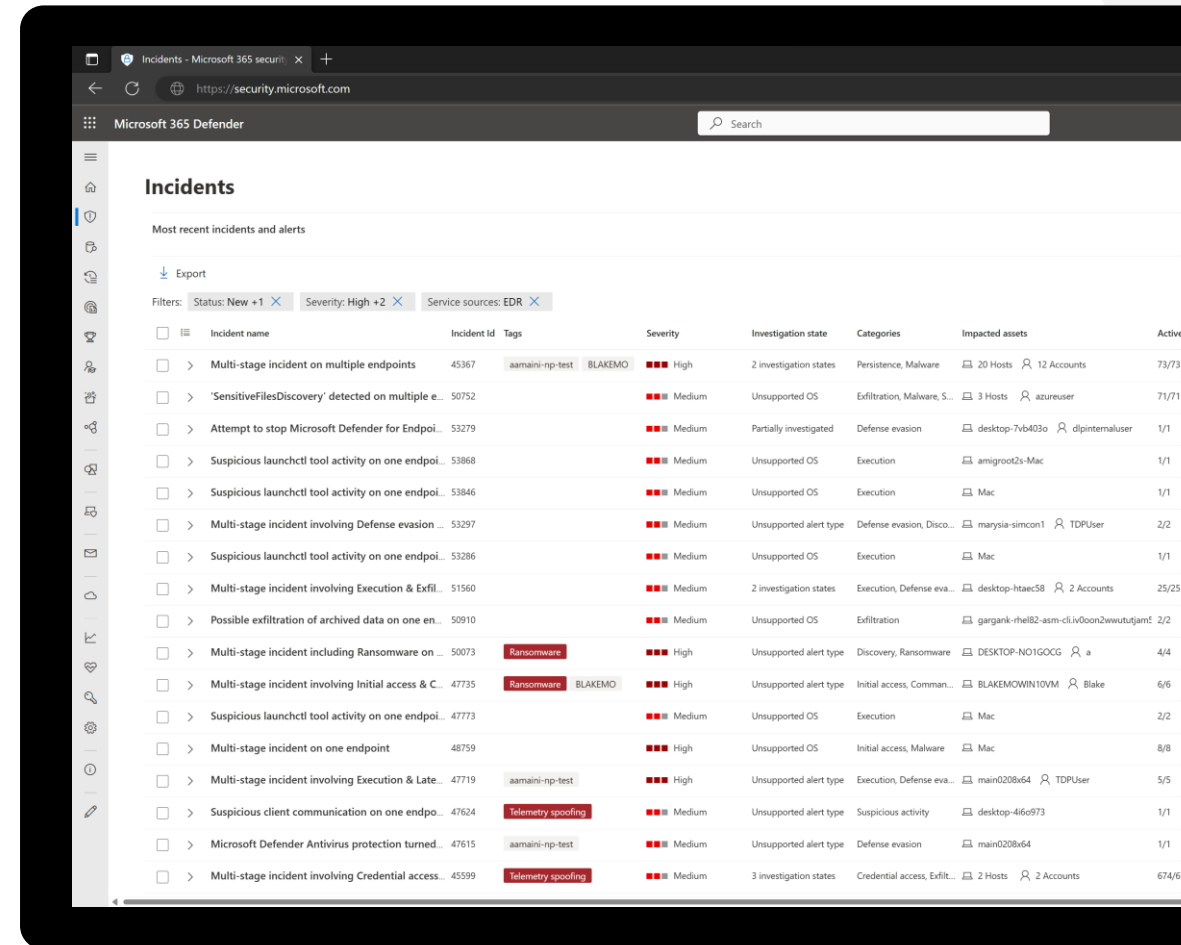 Incidents - Microsoft 365 securit
https://security.microsoft.com
Microsoft 365 Defender
Search
Incidents
Most recent incidents and alerts
Export
Filters: Status: New +1 Severity: High +2 Service sources: EDR
Incident name Incident Id Tags Severity Investigation state Categories Impacted assets Active
Multi-stage incident on multiple endpoints 45367 aamaini-np-test BLAKEMO High 2 investigation states Persistence, Malware 20 Hosts 12 Accounts 73/73
'SensitiveFilesDiscovery' detected on multiple e... 50752 Medium Unsupported OS Exfiltration, Malware, S... 3 Hosts azureuser 71/71
Attempt to stop Microsoft Defender for Endpoi... 53279 Medium Partially investigated Defense evasion desktop-7vb403o dlpinternaluser 1/1
Suspicious launchctl tool activity on one endpoi... 53868 Medium Unsupported OS Execution amigroot2s-Mac 1/1
Suspicious launchctl tool activity on one endpoi... 53846 Medium Unsupported OS Execution Mac 1/1
Multi-stage incident involving Defense evasion ... 53297 Medium Unsupported alert type Defense evasion, Disco... marysia-simcon1 TDPUser 2/2
Suspicious launchctl tool activity on one endpoi... 53286 Medium Unsupported OS Execution Mac 1/1
Multi-stage incident involving Execution & Exfil... 51560 Medium 2 investigation states Execution, Defense eva... desktop-htaec58 2 Accounts 25/25
Possible exfiltration of archived data on one en... 50910 Medium Unsupported OS Exfiltration 2/2
Multi-stage incident including Ransomware on ... 50073 Ransomware High Unsupported alert type Discovery, Ransomware DESKTOP-NO1GOCG a 4/4
Multi-stage incident involving Initial access & C... 47735 Ransomware BLAKEMO High Unsupported alert type Initial access, Comman... BLAKEMOWIN10VM Blake 6/6
Suspicious launchctl tool activity on one endpoi... 47773 Medium Unsupported OS Execution Mac 2/2
Multi-stage incident on one endpoint 48759 High Unsupported OS Initial access, Malware Mac 8/8
Multi-stage incident involving Execution & Late... 47719 aamaini-np-test High Unsupported alert type Execution, Defense eva... main0208x64 TDPUser 5/5
Suspicious client communication on one endpo... 47624 Telemetry spoofing Medium Unsupported alert type Suspicious activity desktop-4i6o973 1/1
Microsoft Defender Antivirus protection turned... 47615 aamaini-np-test Medium Unsupported alert type Defense evasion main0208x64 1/1
Multi-stage incident involving Credential access... 45599 Telemetry spoofing Medium 3 investigation states Credential access, Exfilt... 2 Hosts 2 Accounts 674/6